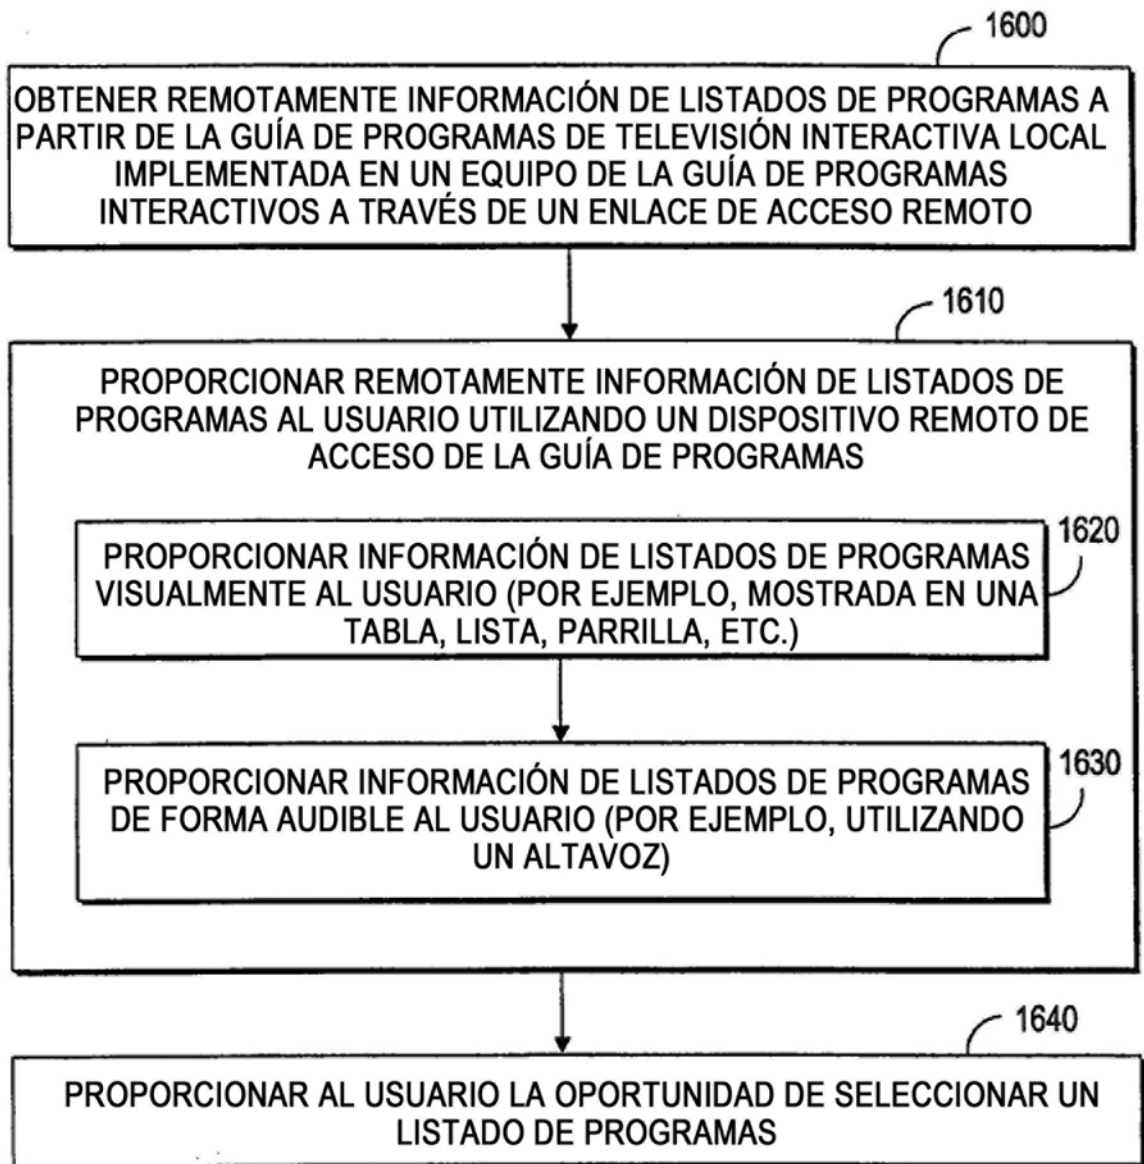 1600
OBTENER REMOTAMENTE INFORMACIÓN DE LISTADOS DE PROGRAMAS A
PARTIR DE LA GUÍA DE PROGRAMAS DE TELEVISIÓN INTERACTIVA LOCAL
IMPLEMENTADA EN UN EQUIPO DE LA GUÍA DE PROGRAMAS
INTERACTIVOS A TRAVÉS DE UN ENLACE DE ACCESO REMOTO
1610
PROPORCIONAR REMOTAMENTE INFORMACIÓN DE LISTADOS DE
PROGRAMAS AL USUARIO UTILIZANDO UN DISPOSITIVO REMOTO DE
ACCESO DE LA GUÍA DE PROGRAMAS
1620
PROPORCIONAR INFORMACIÓN DE LISTADOS DE PROGRAMAS
VISUALMENTE AL USUARIO (POR EJEMPLO, MOSTRADA EN UNA
TABLA, LISTA, PARRILLA, ETC.)
1630
PROPORCIONAR INFORMACIÓN DE LISTADOS DE PROGRAMAS
DE FORMA AUDIBLE AL USUARIO (POR EJEMPLO, UTILIZANDO
UN ALTAVOZ)
1640
PROPORCIONAR AL USUARIO LA OPORTUNIDAD DE SELECCIONAR UN
LISTADO DE PROGRAMAS